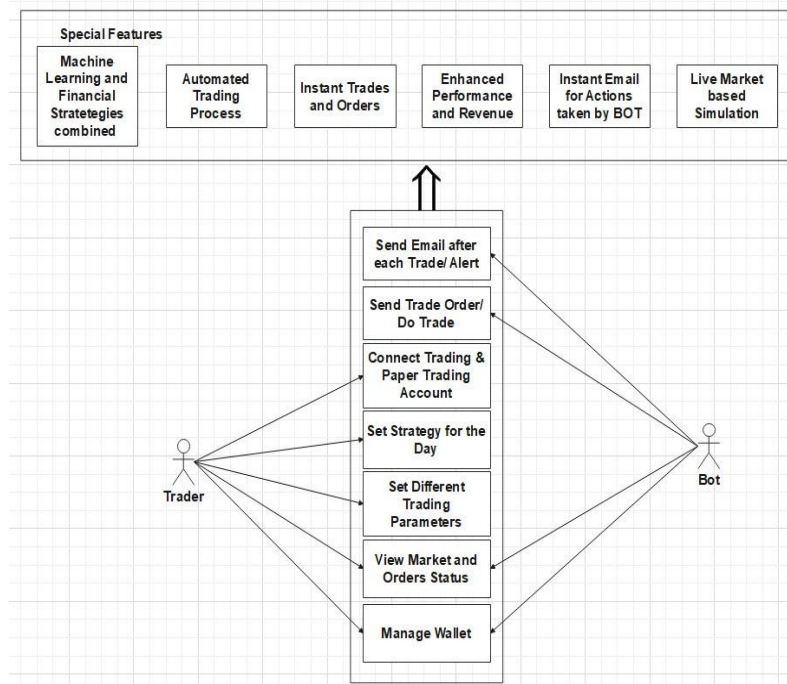 Special Features
Machine
Learning and
Financial
Stratetegies
combined
Automated
Trading
Process
Instant Trades
and Orders
Enhanced
Performance
and Revenue
Instant Email
for Actions
taken by BOT
Live Market
based
Simulation
Send Email after
each Trade/ Alert
Send Trade Order/
Do Trade
Connect Trading &
Paper Trading
Account
Set Strategy for the
Day
Set Different
Trading
Parameters
View Market and
Orders Status
Manage Wallet
Trader
Bot